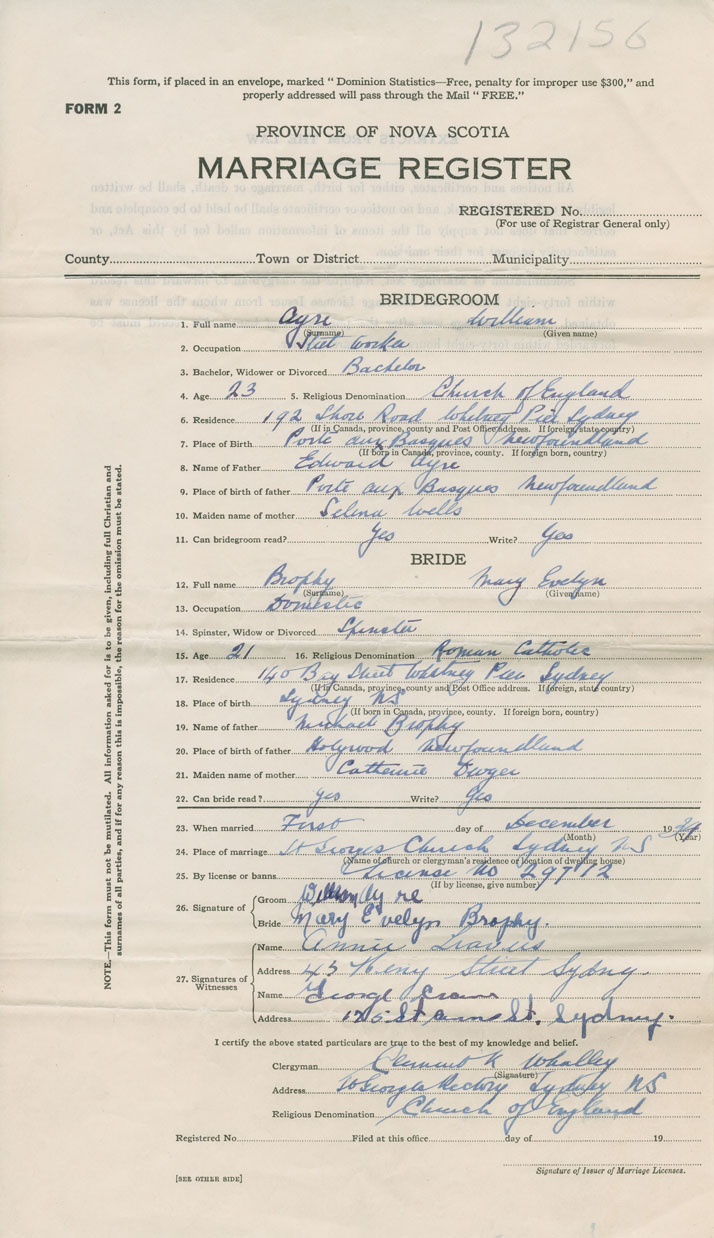 132156
This form, if placed in an envelope, marked " Dominion Statistics—Free, penalty for improper use $300," and
properly addressed will pass through the Mail " FREE."
FORM 2
PROVINCE OF NOVA SCOTIA
MARRIAGE REGISTER
REGISTERED No.
(For use of Registrar General only)
County Town or District Municipality
BRIDEGROOM
1. Full name Ayre William
(Surname) (Given name)
2. Occupation Steel worker
3. Bachelor, Widower or Divorced Bachelor
4. Age 23 5. Religious Denomination Church of England
6. Residence 192 Shore Road Whitney Pier Sydney
(If in Canada, province, county and Post Office address. If foreign, state country)
7. Place of Birth Porte aux Basques Newfoundland
(If born in Canada, province, county. If foreign born, country)
8. Name of Father Edward Ayre
9. Place of birth of father Porte aux Basques Newfoundland
10. Maiden name of mother Selena Wells
11. Can bridegroom read? Yes Write? Yes
BRIDE
12. Full name Brophy Mary Evelyn
(Surname) (Given name)
13. Occupation Domestic
14. Spinster, Widow or Divorced Spinster
15. Age 21 16. Religious Denomination Roman Catholic
17. Residence 140 Bay Street Whitney Pier Sydney
(If in Canada, province, county and Post Office address. If foreign, state country)
18. Place of birth Sydney NS
(If born in Canada, province, county. If foreign born, country)
19. Name of father Michael Brophy
20. Place of birth of father Holyrood Newfoundland
21. Maiden name of mother Catherine Dwyer
22. Can bride read? Yes Write? Yes
23. When married First day of December 19
(Month) (Year)
24. Place of marriage St Georges Church Sydney NS
(Name of church or clergyman's residence or location of dwelling house)
25. By license or banns License No 29712
(If by license, give number)
26. Signature of
Groom William Ayre
Bride Mary Evelyn Brophy.
27. Signatures of Witnesses
Name Annie
Address 45 Street Sydney
Name George
Address St. Sydney.
I certify the above stated particulars are true to the best of my knowledge and belief.
Clergyman Clement Whalley
(Signature)
Address St Georges Rectory Sydney NS
Religious Denomination Church of England
Registered No. Filed at this office day of 19
Signature of Issuer of Marriage Licenses.
[SEE OTHER SIDE]
NOTE.—This form must not be mutilated. All information asked for is to be given, including full Christian and
surnames of all parties, and if for any reason this is impossible, the reason for the omission must be stated.